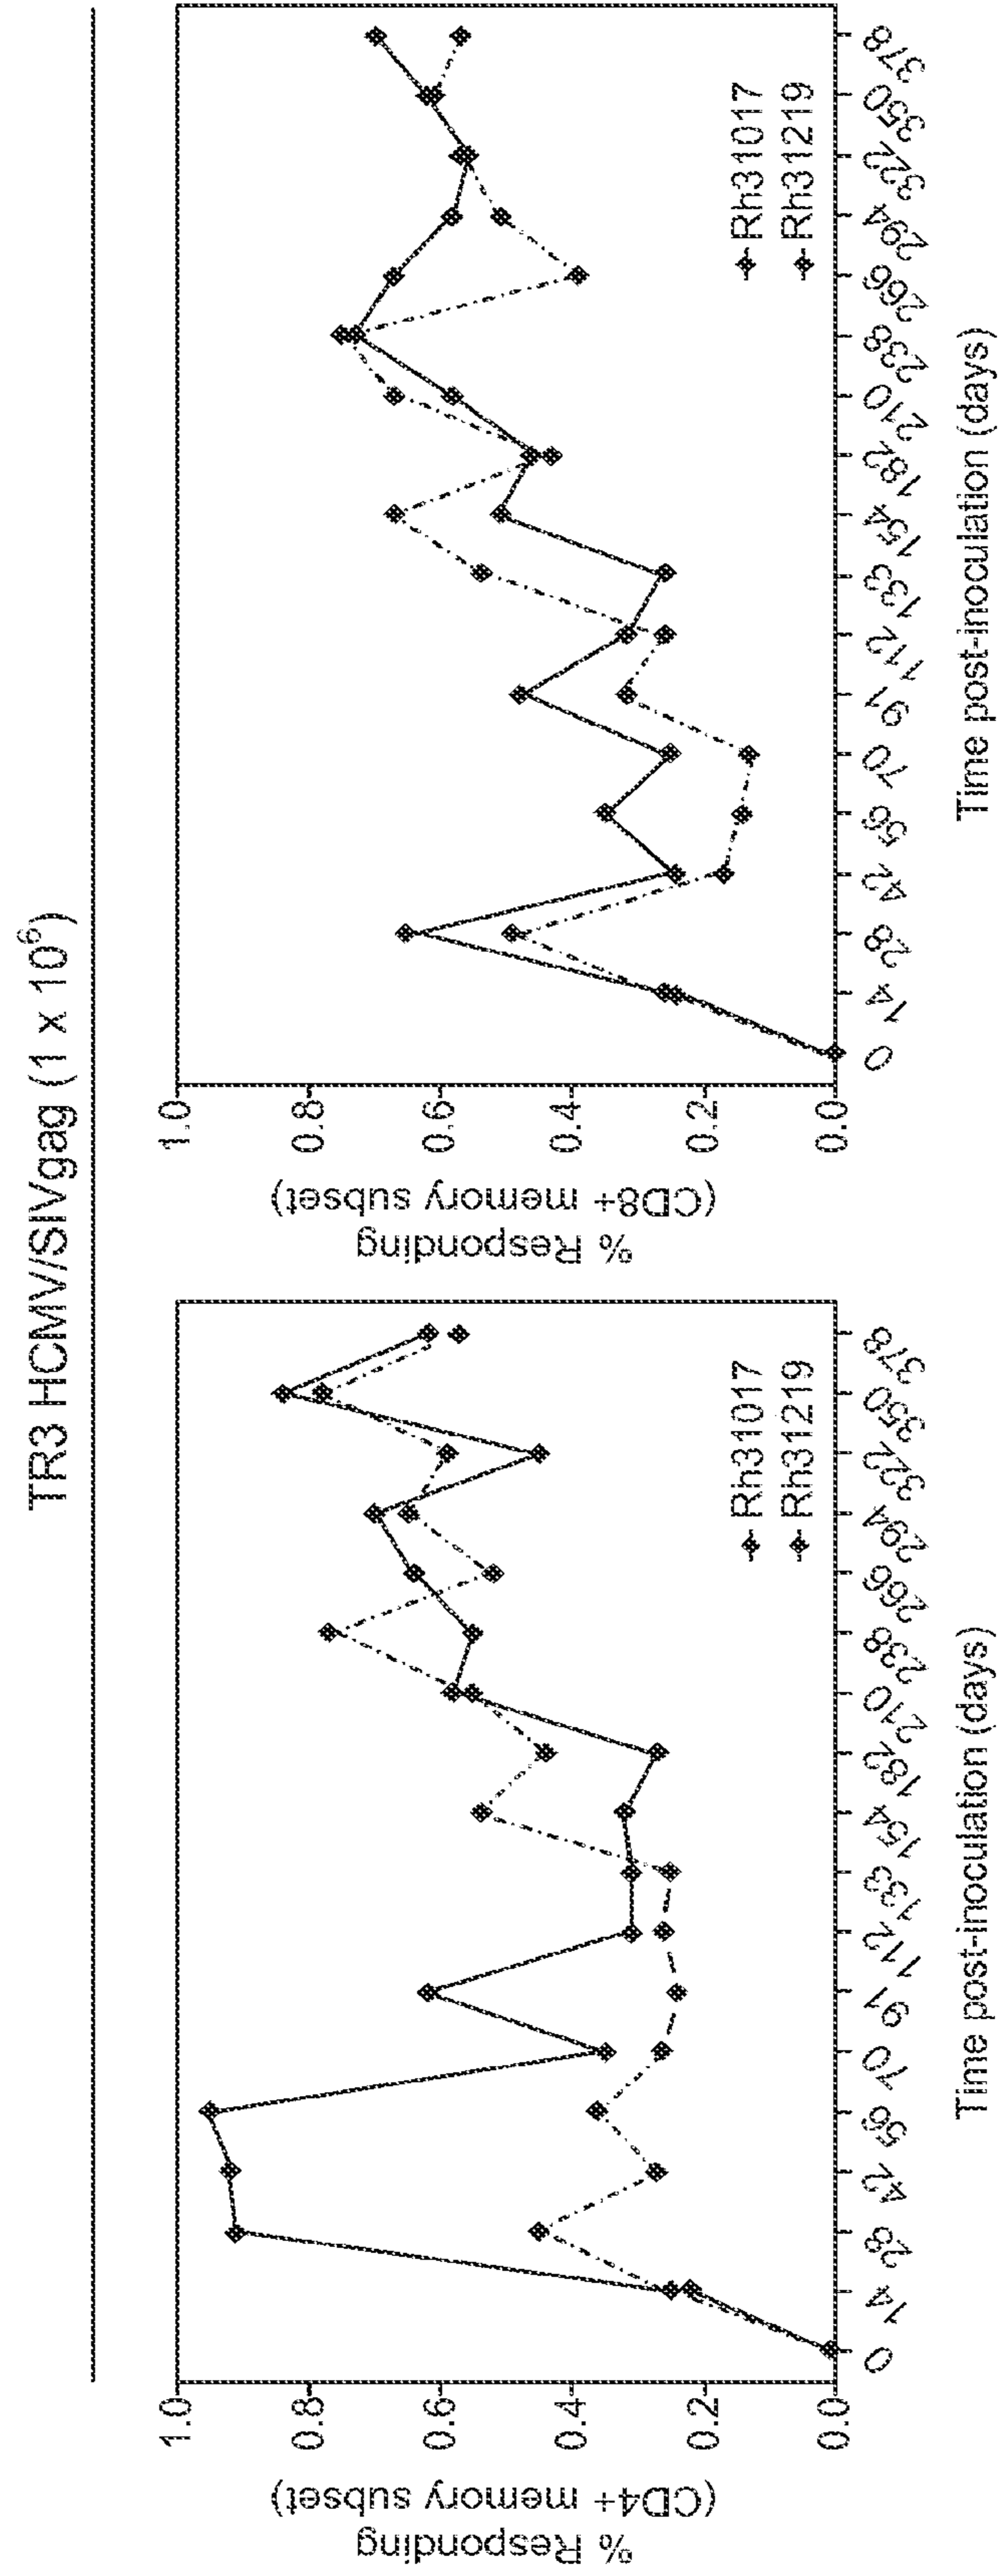 TR3 HCMV/SIVgag (1 x 10⁶)
% Responding
(CD4+ memory subset)
1.0
0.8
0.6
0.4
0.2
0.0
Rh31017
Rh31219
0 14 28 42 56 70 91 112 133 154 182 210 238 266 294 322 350 378
Time post-inoculation (days)
% Responding
(CD8+ memory subset)
1.0
0.8
0.6
0.4
0.2
0.0
Rh31017
Rh31219
0 14 28 42 56 70 91 112 133 154 182 210 238 266 294 322 350 378
Time post-inoculation (days)